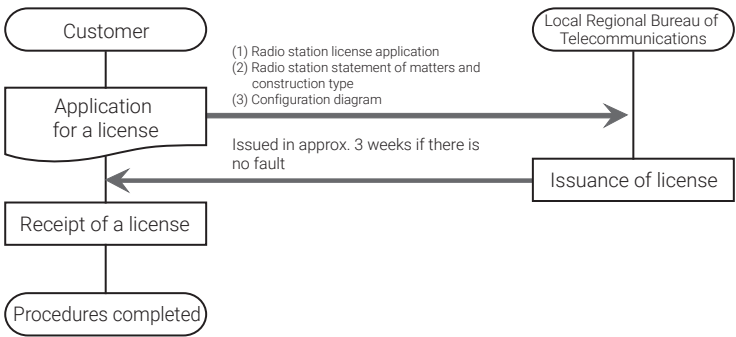 Customer
Local Regional Bureau of
Telecommunications
(1) Radio station license application
(2) Radio station statement of matters and
construction type
(3) Configuration diagram
Application
for a license
Issued in approx. 3 weeks if there is
no fault
Issuance of license
Receipt of a license
Procedures completed